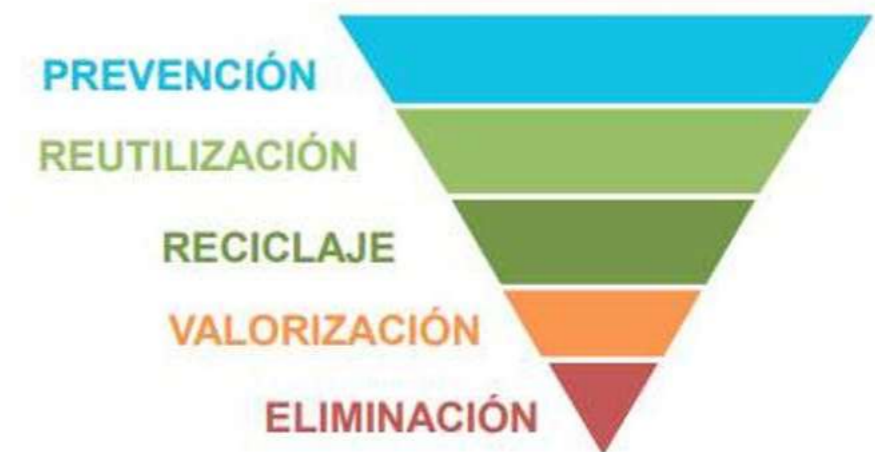 PREVENCIÓN
REUTILIZACIÓN
RECICLAJE
VALORIZACIÓN
ELIMINACIÓN